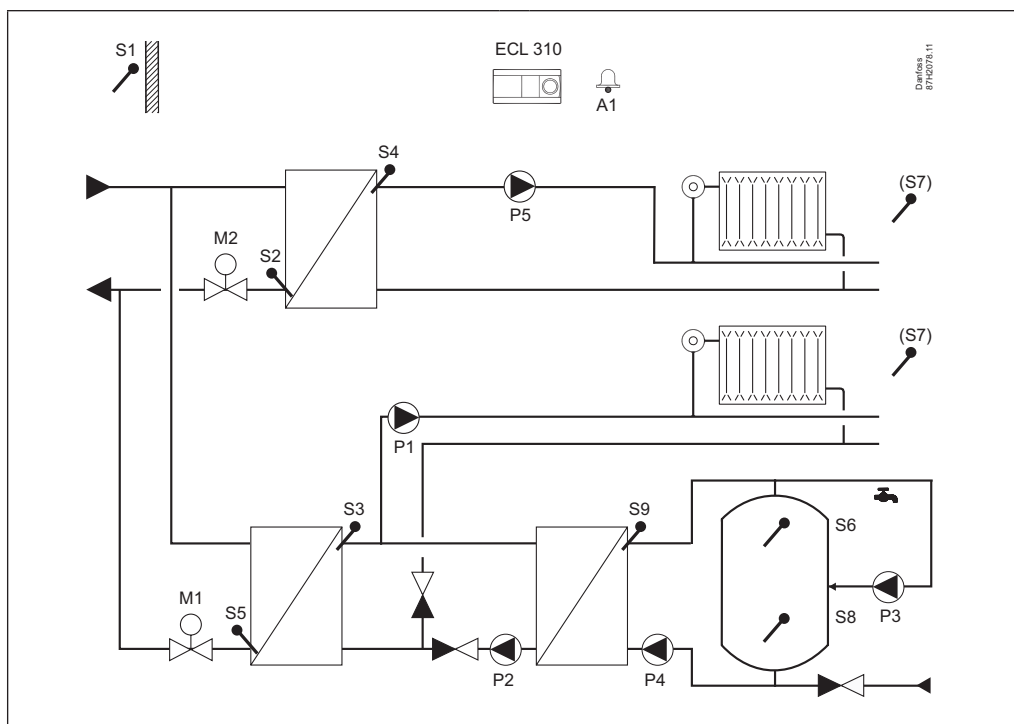 S1
ECL 310
A1
Danfoss
87H2078.11
S4
(S7)
P5
M2
S2
(S7)
P1
S3
S9
S6
M1
S5
S8
P3
P2
P4